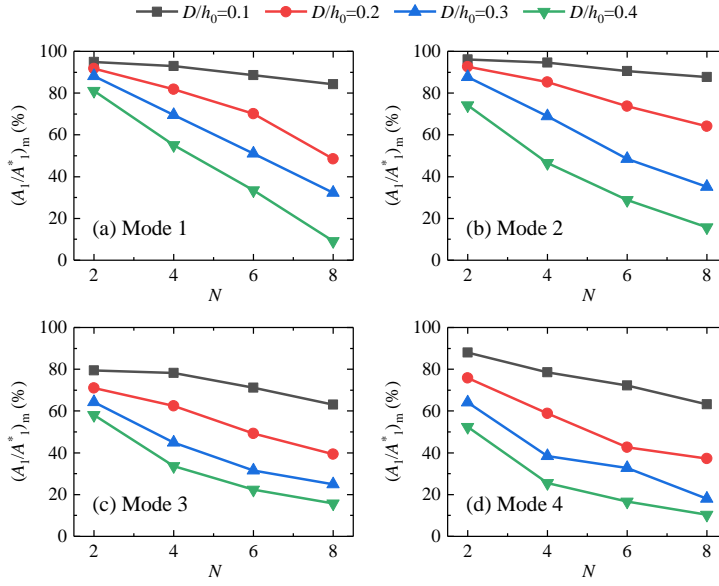 D/h₀=0.1 D/h₀=0.2 D/h₀=0.3 D/h₀=0.4
100
80
60
40
20
0
(A₁/A*₁)ₘ (%)
(a) Mode 1
2 4 6 8
N
100
80
60
40
20
0
(A₁/A*₁)ₘ (%)
(b) Mode 2
2 4 6 8
N
100
80
60
40
20
0
(A₁/A*₁)ₘ (%)
(c) Mode 3
2 4 6 8
N
100
80
60
40
20
0
(A₁/A*₁)ₘ (%)
(d) Mode 4
2 4 6 8
N